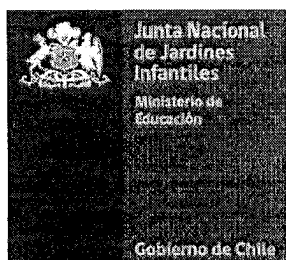 Junta Nacional
de Jardines
Infantiles
Ministerio de
Educación
Gobierno de Chile